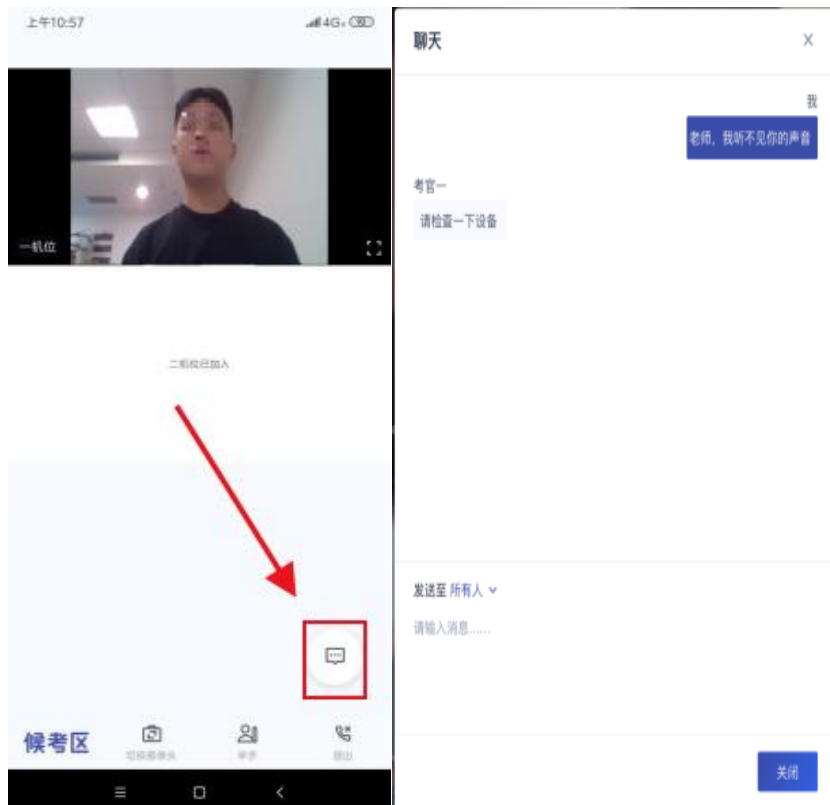 上午10:57
4G
一机位
二机位已加入
候考区
切换摄像头
举手
退出
聊天
X
我
老师，我听不见你的声音
考官一
请检查一下设备
发送至 所有人
请输入消息......
关闭